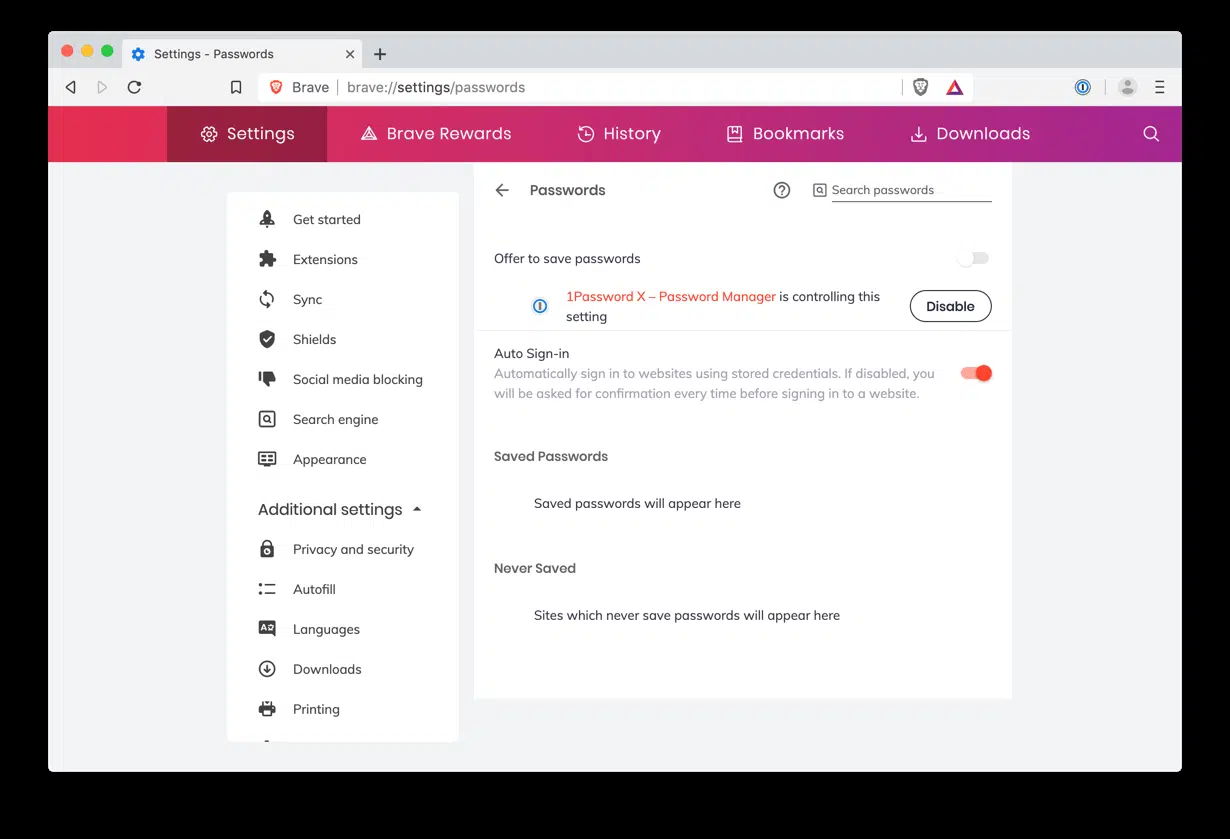 Settings - Passwords
Brave
brave://settings/passwords
Settings
Brave Rewards
History
Bookmarks
Downloads
Get started
Extensions
Sync
Shields
Social media blocking
Search engine
Appearance
Additional settings
Privacy and security
Autofill
Languages
Downloads
Printing
Passwords
Search passwords
Offer to save passwords
1Password X – Password Manager is controlling this
setting
Disable
Auto Sign-in
Automatically sign in to websites using stored credentials. If disabled, you
will be asked for confirmation every time before signing in to a website.
Saved Passwords
Saved passwords will appear here
Never Saved
Sites which never save passwords will appear here